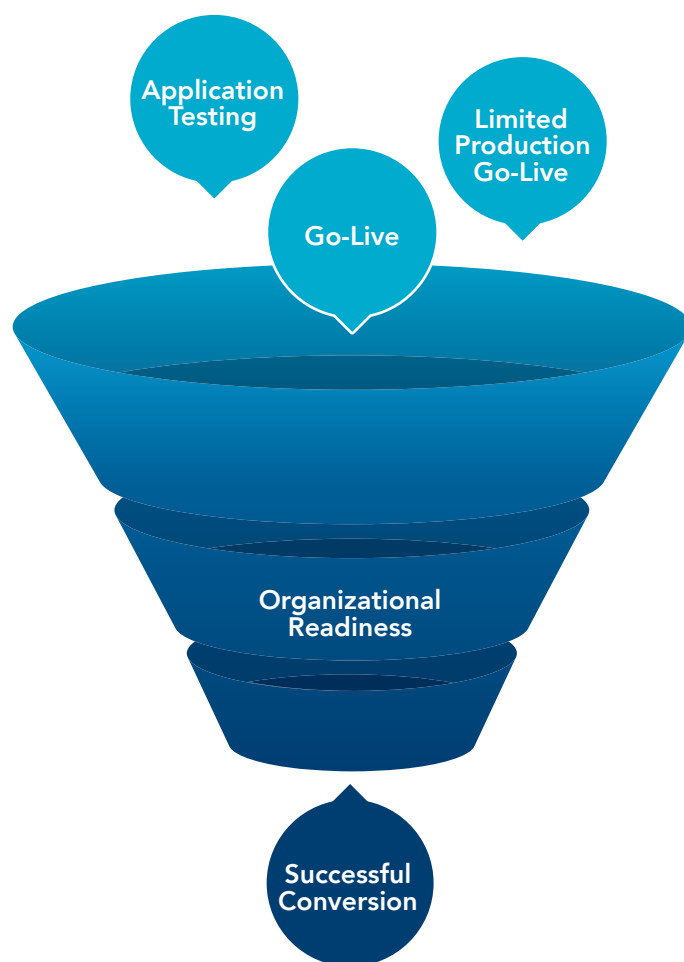 Application
Testing
Limited
Production
Go-Live
Go-Live
Organizational
Readiness
Successful
Conversion